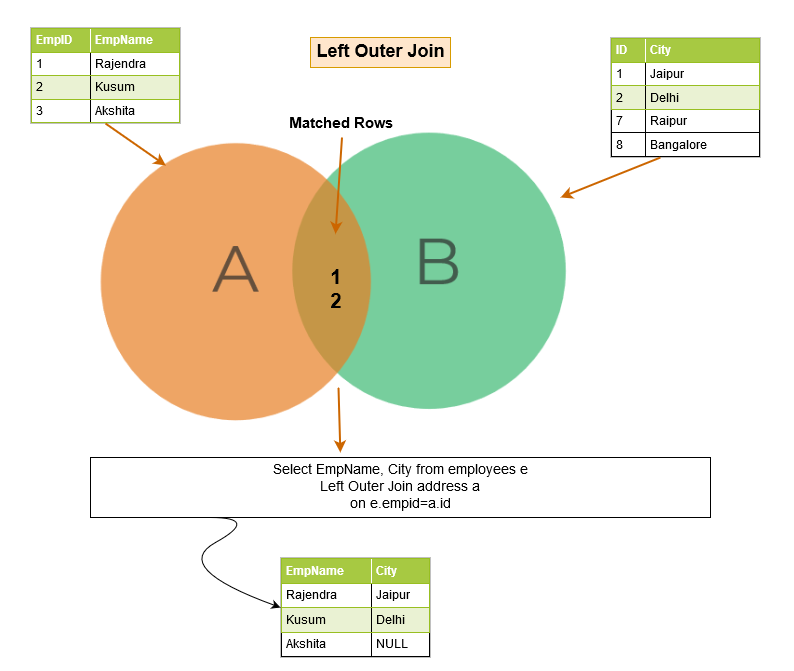 Left Outer Join
EmpID EmpName
1 Rajendra
2 Kusum
3 Akshita
ID City
1 Jaipur
2 Delhi
7 Raipur
8 Bangalore
Matched Rows
A
B
1
2
Select EmpName, City from employees e
Left Outer Join address a
on e.empid=a.id
EmpName City
Rajendra Jaipur
Kusum Delhi
Akshita NULL